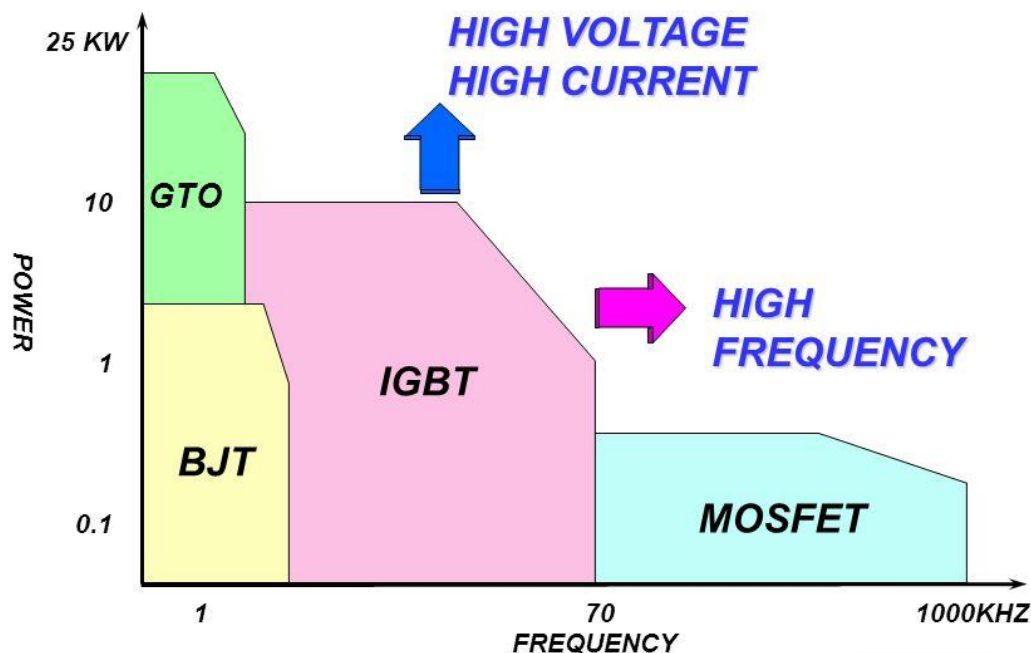 25 KW
HIGH VOLTAGE
HIGH CURRENT
GTO
10
POWER
HIGH
FREQUENCY
1
IGBT
BJT
MOSFET
0.1
1
70
1000KHZ
FREQUENCY